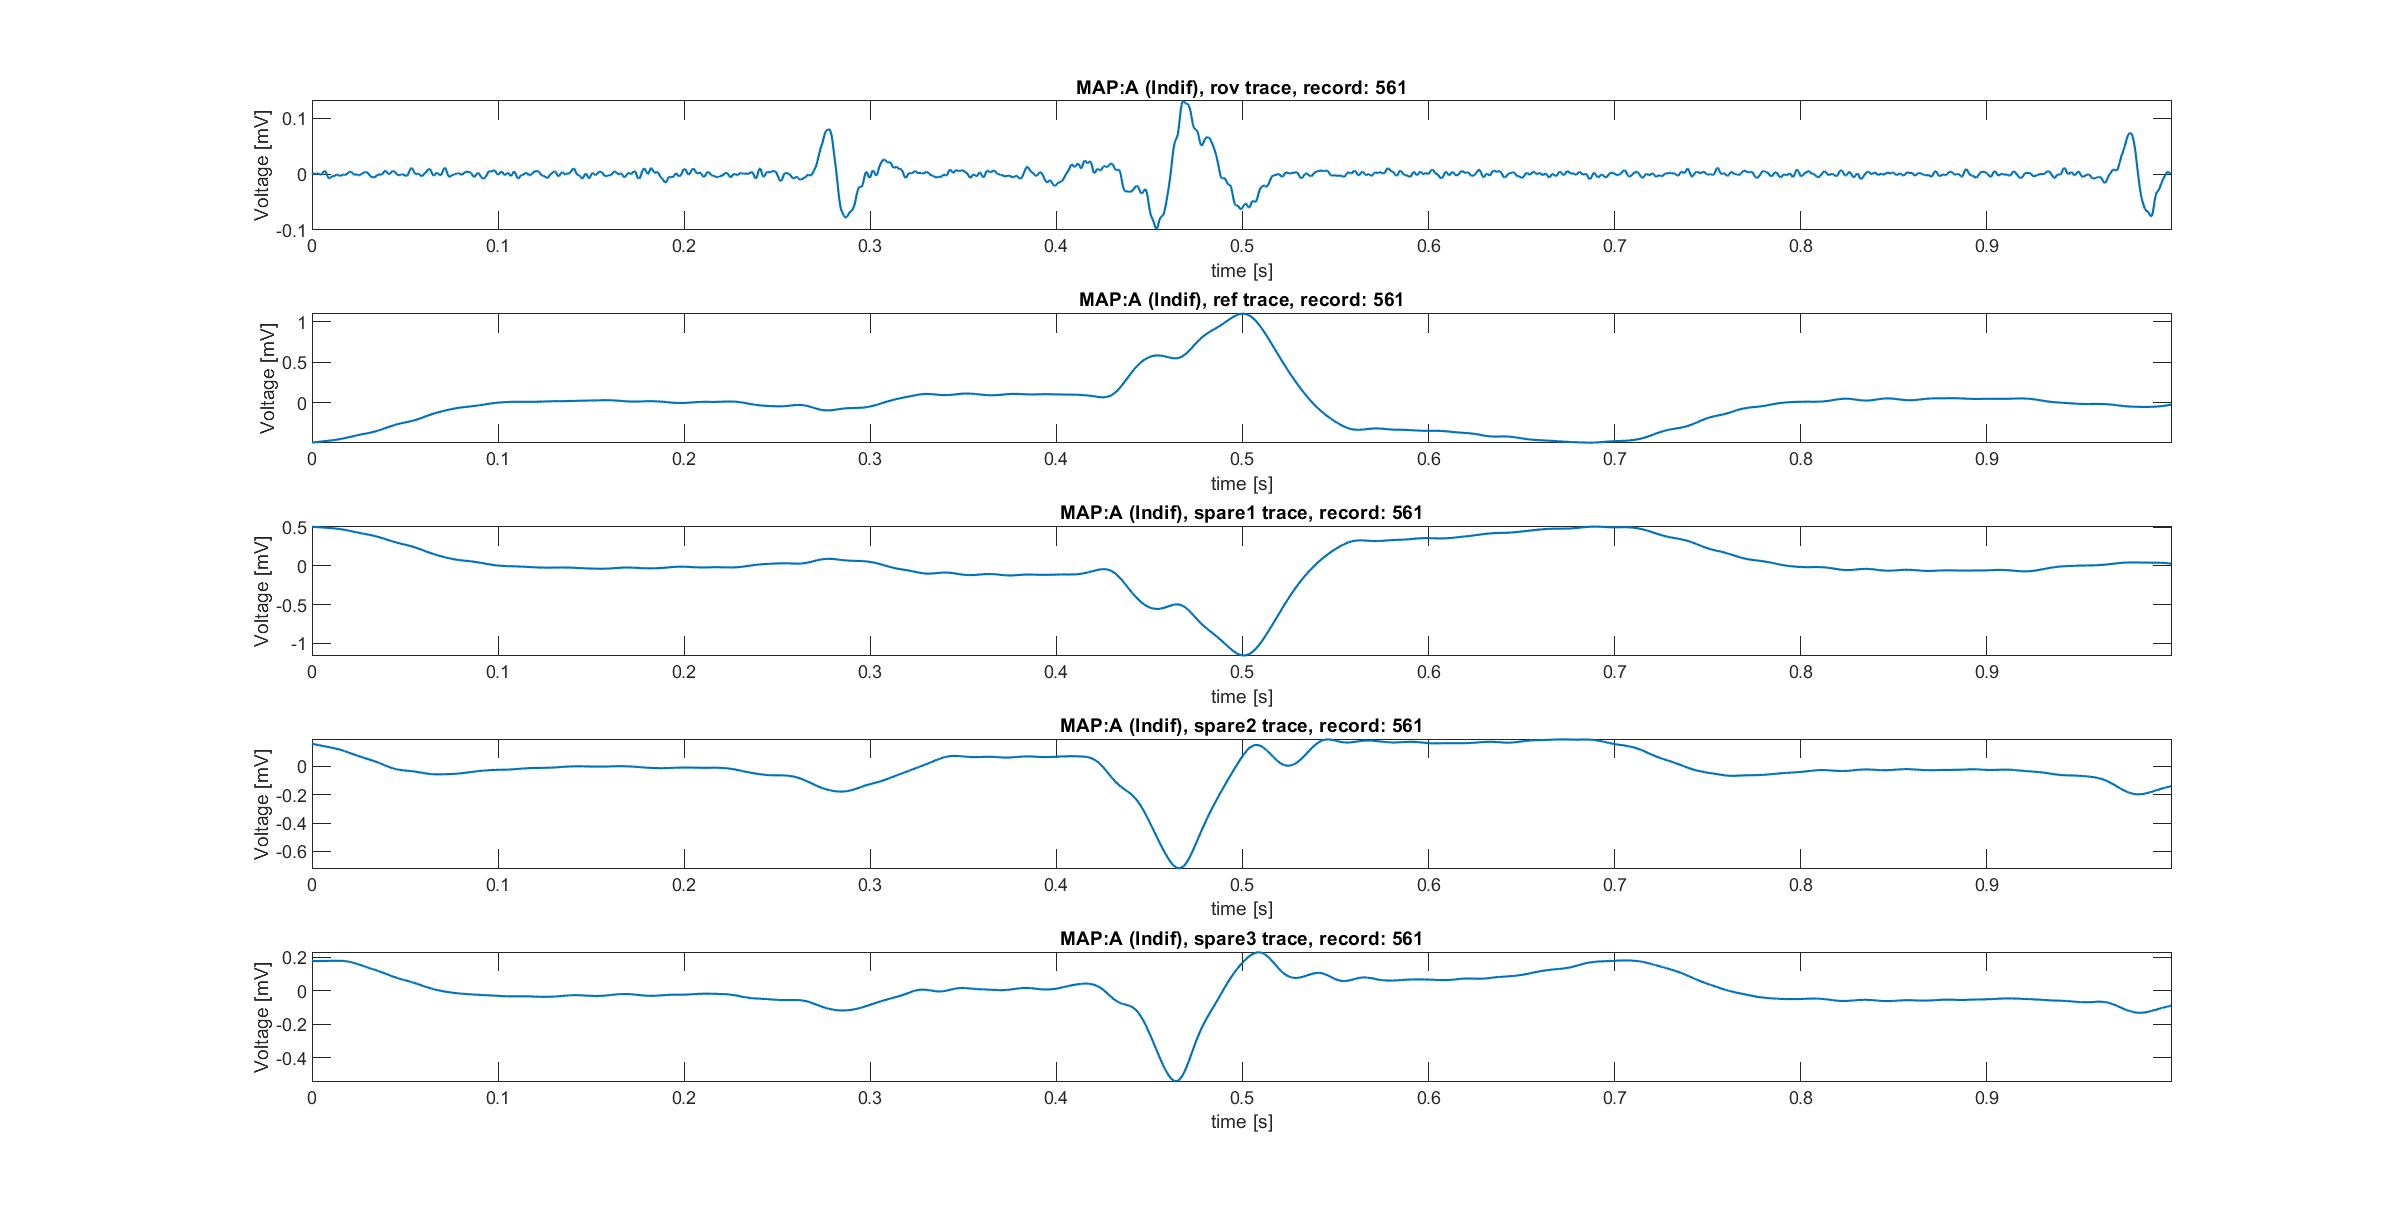 MAP:A (Indif), rov trace, record: 561
Voltage [mV]
0.1
0
-0.1
0 0.1 0.2 0.3 0.4 0.5 0.6 0.7 0.8 0.9
time [s]
MAP:A (Indif), ref trace, record: 561
Voltage [mV]
1
0.5
0
0 0.1 0.2 0.3 0.4 0.5 0.6 0.7 0.8 0.9
time [s]
MAP:A (Indif), spare1 trace, record: 561
Voltage [mV]
0.5
0
-0.5
-1
0 0.1 0.2 0.3 0.4 0.5 0.6 0.7 0.8 0.9
time [s]
MAP:A (Indif), spare2 trace, record: 561
Voltage [mV]
0
-0.2
-0.4
-0.6
0 0.1 0.2 0.3 0.4 0.5 0.6 0.7 0.8 0.9
time [s]
MAP:A (Indif), spare3 trace, record: 561
Voltage [mV]
0.2
0
-0.2
-0.4
0 0.1 0.2 0.3 0.4 0.5 0.6 0.7 0.8 0.9
time [s]